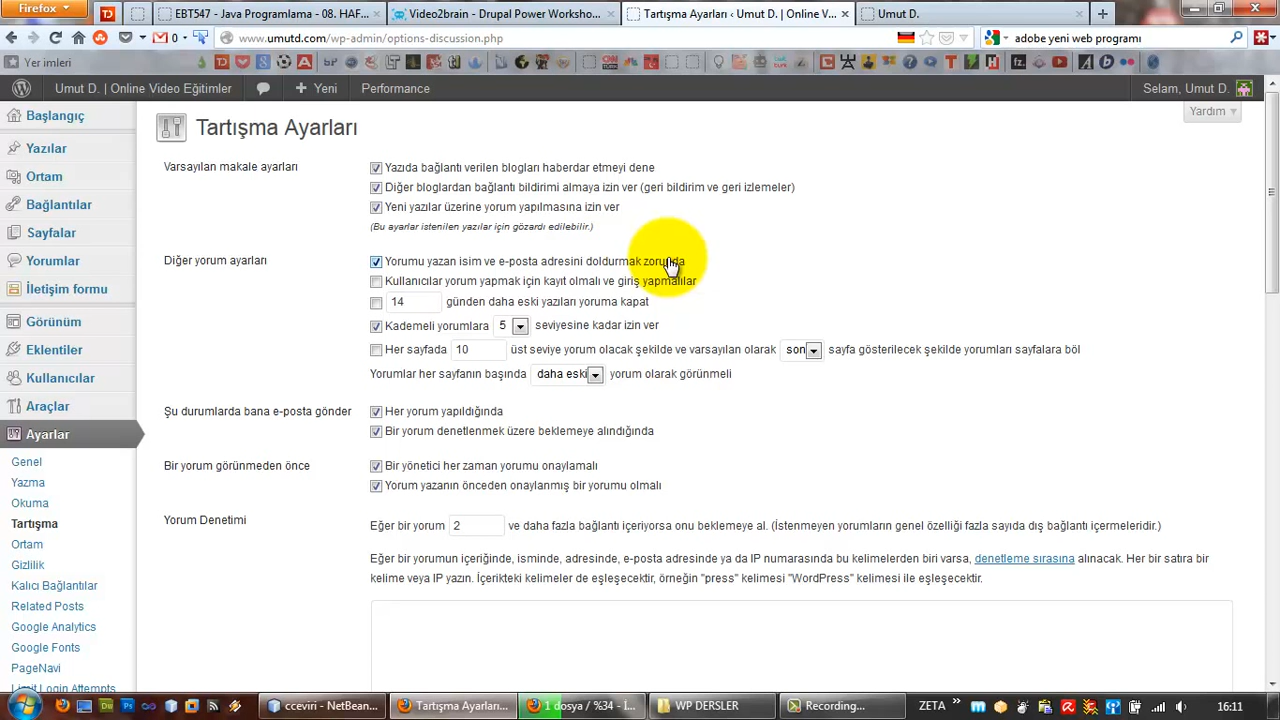 Firefox
EBT547 - Java Programlama - 08. HAF...
Video2brain - Drupal Power Worksho...
Tartışma Ayarları ‹ Umut D. | Online V...
Umut D.
0
www.umutd.com/wp-admin/options-discussion.php
adobe yeni web programı
Yer imleri
Umut D. | Online Video Eğitimler
Yeni
Performance
Selam, Umut D.
Başlangıç
Yazılar
Ortam
Bağlantılar
Sayfalar
Yorumlar
İletişim formu
Görünüm
Eklentiler
Kullanıcılar
Araçlar
Ayarlar
Genel
Yazma
Okuma
Tartışma
Ortam
Gizlilik
Kalıcı Bağlantılar
Related Posts
Google Analytics
Google Fonts
PageNavi
Limit Login Attempts
Yardım
Tartışma Ayarları
Varsayılan makale ayarları
Yazıda bağlantı verilen blogları haberdar etmeyi dene
Diğer bloglardan bağlantı bildirimi almaya izin ver (geri bildirim ve geri izlemeler)
Yeni yazılar üzerine yorum yapılmasına izin ver
(Bu ayarlar istenilen yazılar için gözardı edilebilir.)
Diğer yorum ayarları
Yorumu yazan isim ve e-posta adresini doldurmak zorunda
Kullanıcılar yorum yapmak için kayıt olmalı ve giriş yapmalılar
14 günden daha eski yazıları yoruma kapat
Kademeli yorumlara 5 seviyesine kadar izin ver
Her sayfada 10 üst seviye yorum olacak şekilde ve varsayılan olarak son sayfa gösterilecek şekilde yorumları sayfalara böl
Yorumlar her sayfanın başında daha eski yorum olarak görünmeli
Şu durumlarda bana e-posta gönder
Her yorum yapıldığında
Bir yorum denetlenmek üzere beklemeye alındığında
Bir yorum görünmeden önce
Bir yönetici her zaman yorumu onaylamalı
Yorum yazanın önceden onaylanmış bir yorumu olmalı
Yorum Denetimi
Eğer bir yorum 2 ve daha fazla bağlantı içeriyorsa onu beklemeye al. (İstenmeyen yorumların genel özelliği fazla sayıda dış bağlantı içermeleridir.)
Eğer bir yorumun içeriğinde, isminde, adresinde, e-posta adresinde ya da IP numarasında bu kelimelerden biri varsa, denetleme sırasına alınacak. Her bir satıra bir
kelime veya IP yazın. İçerikteki kelimeler de eşleşecektir, örneğin "press" kelimesi "WordPress" kelimesi ile eşleşecektir.
cceviri - NetBean...
Tartışma Ayarları...
1 dosya / %34 - İ...
WP DERSLER
Recording...
ZETA
16:11